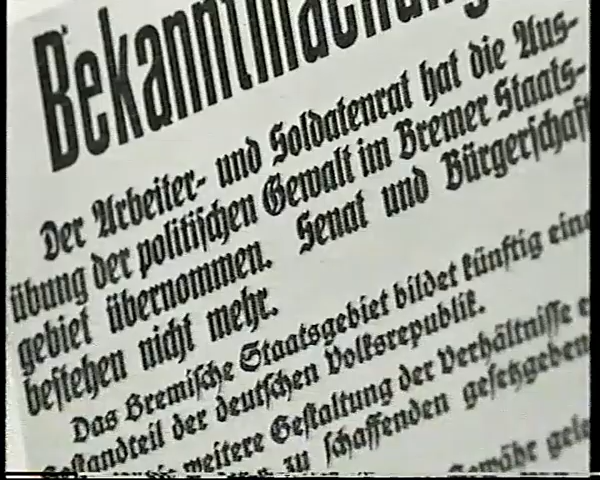 Bekanntmachung
Der Arbeiter- und Soldatenrat hat die Aus-
übung der politischen Gewalt im Bremer Staats-
gebiet übernommen. Senat und Bürgerschaft
bestehen nicht mehr.
Das Bremische Staatsgebiet bildet künftig
Bestandteil der deutschen Volksrepublik.
weitere Gestaltung der Verhältnisse
zu schaffenden gesetzgeben
Gewähr